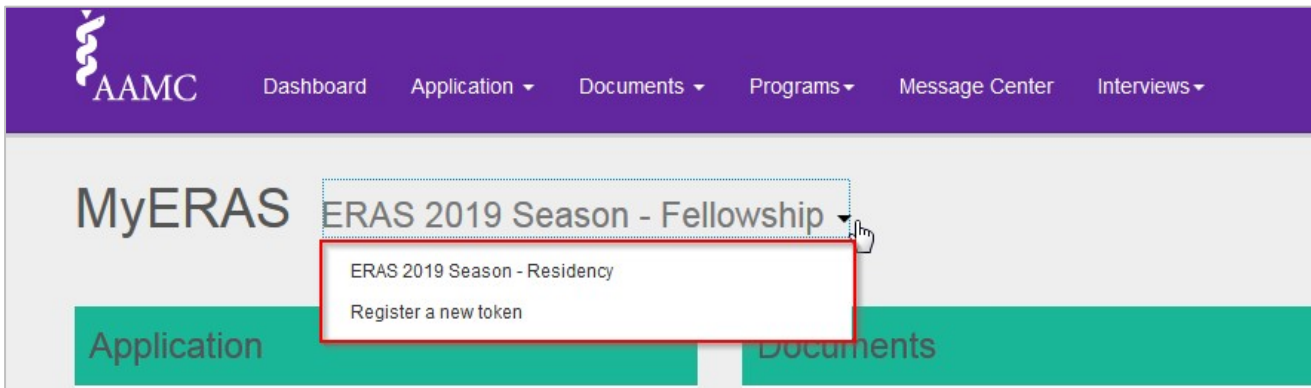 AAMC Dashboard Application Documents Programs Message Center Interviews
MyERAS ERAS 2019 Season - Fellowship
ERAS 2019 Season - Residency
Register a new token
Application Documents